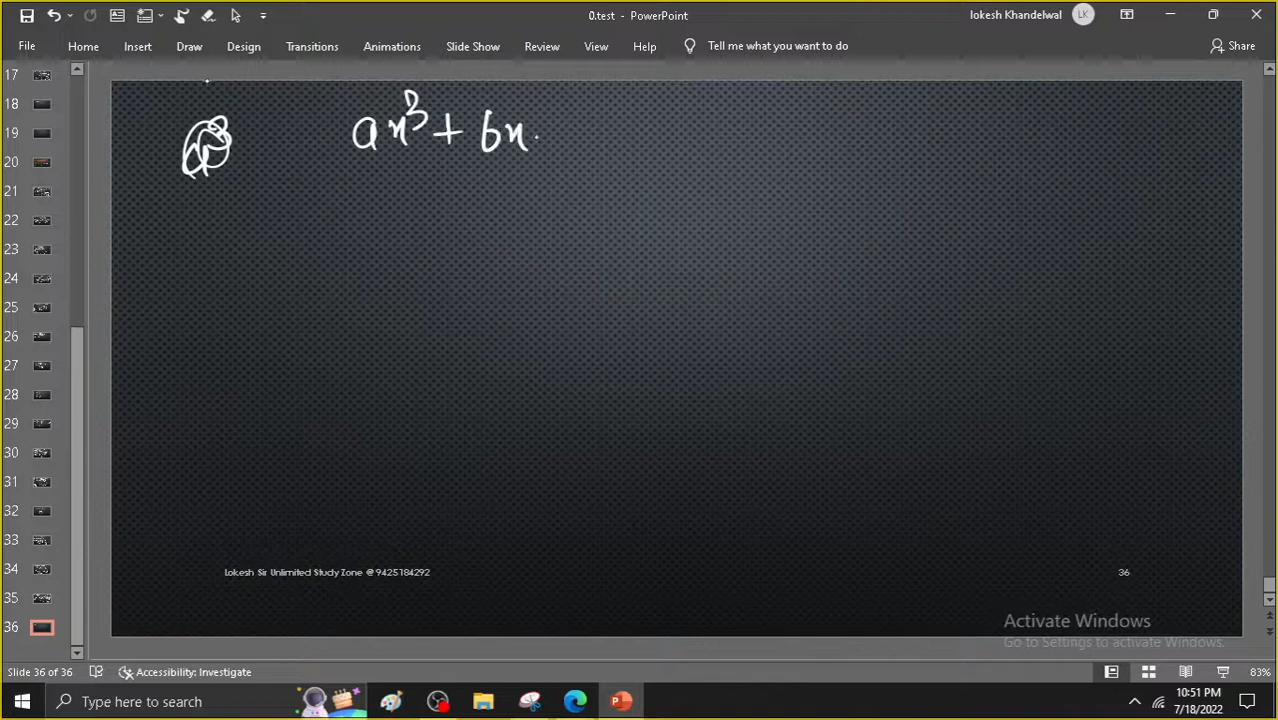 0.test - PowerPoint
lokesh Khandelwal LK
File Home Insert Draw Design Transitions Animations Slide Show Review View Help Tell me what you want to do Share
17
18
19
20
21
22
23
24
25
26
27
28
29
30
31
32
33
34
35
36
ax³ + bx
Lokesh Sir Unlimited Study Zone @ 9425184292
36
Activate Windows
Go to Settings to activate Windows.
Slide 36 of 36 Accessibility: Investigate 83%
Type here to search
10:51 PM
7/18/2022